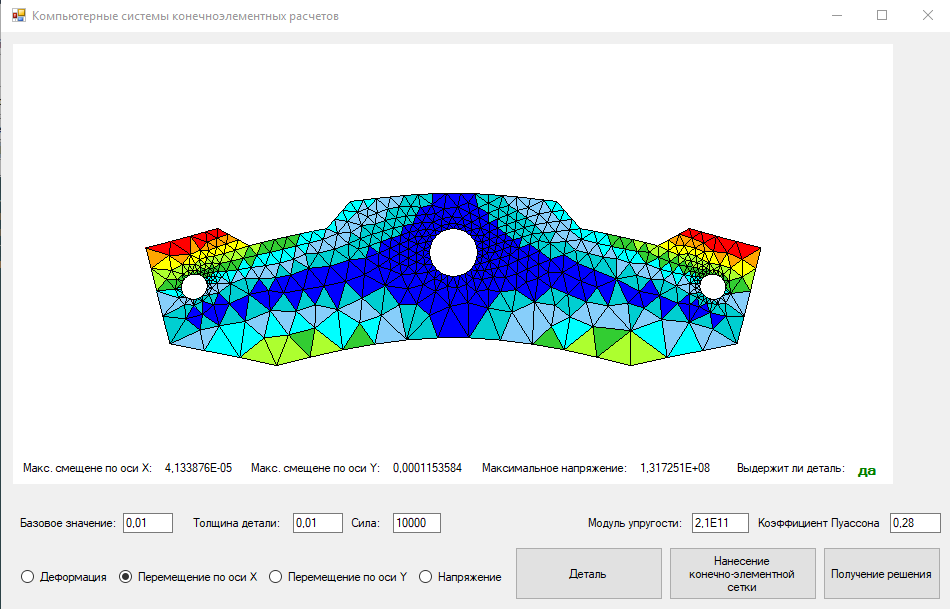 Компьютерные системы конечноэлементных расчетов
Макс. смещене по оси X: 4,133876E-05 Макс. смещене по оси Y: 0,0001153584 Максимальное напряжение: 1,317251E+08 Выдержит ли деталь: да
Базовое значение: 0,01 Толщина детали: 0,01 Сила: 10000 Модуль упругости: 2,1E11 Коэффициент Пуассона 0,28
Деформация Перемещение по оси X Перемещение по оси Y Напряжение
Деталь
Нанесение
конечно-элементной
сетки
Получение решения